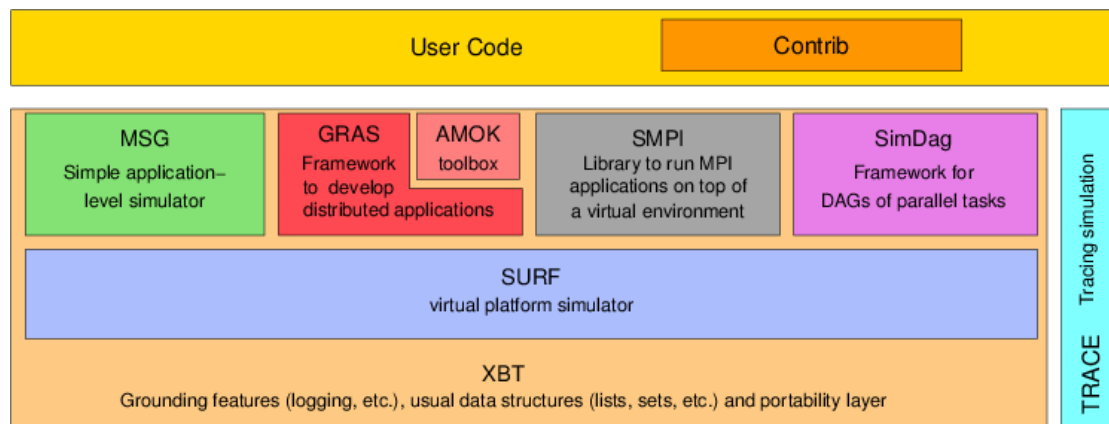 User Code
Contrib
MSG
Simple application–
level simulator
GRAS
Framework
to develop
distributed applications
AMOK
toolbox
SMPI
Library to run MPI
applications on top of
a virtual environment
SimDag
Framework for
DAGs of parallel tasks
SURF
virtual platform simulator
XBT
Grounding features (logging, etc.), usual data structures (lists, sets, etc.) and portability layer
TRACE Tracing simulation